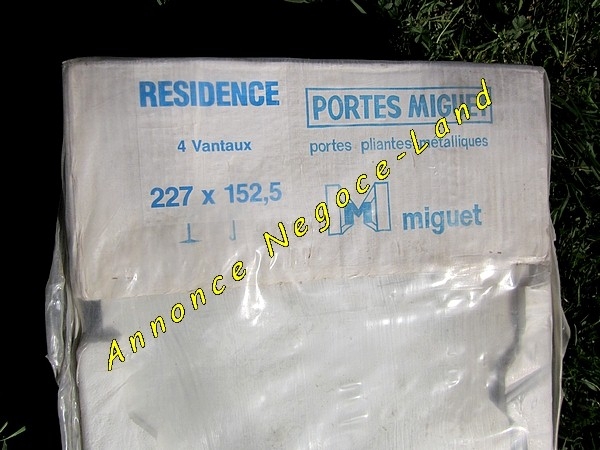 RESIDENCE
PORTES MIGUET
4 Vantaux
portes pliantes métalliques
227 x 152,5
M miguet
Annonce Negoce-Land